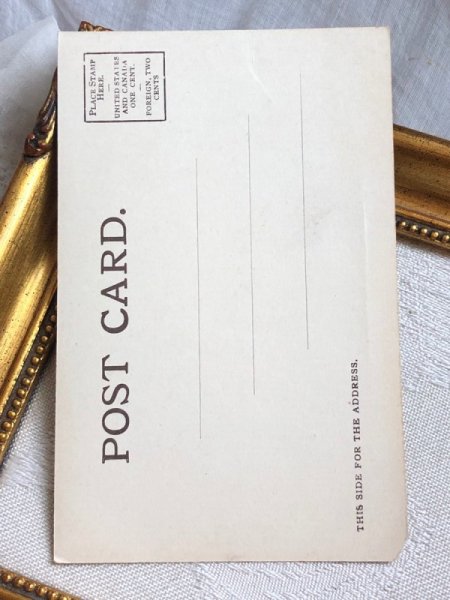 POST CARD.
PLACE STAMP
HERE.
UNITED STATES
AND CANADA
ONE CENT.
FOREIGN, TWO
CENTS
THIS SIDE FOR THE ADDRESS.